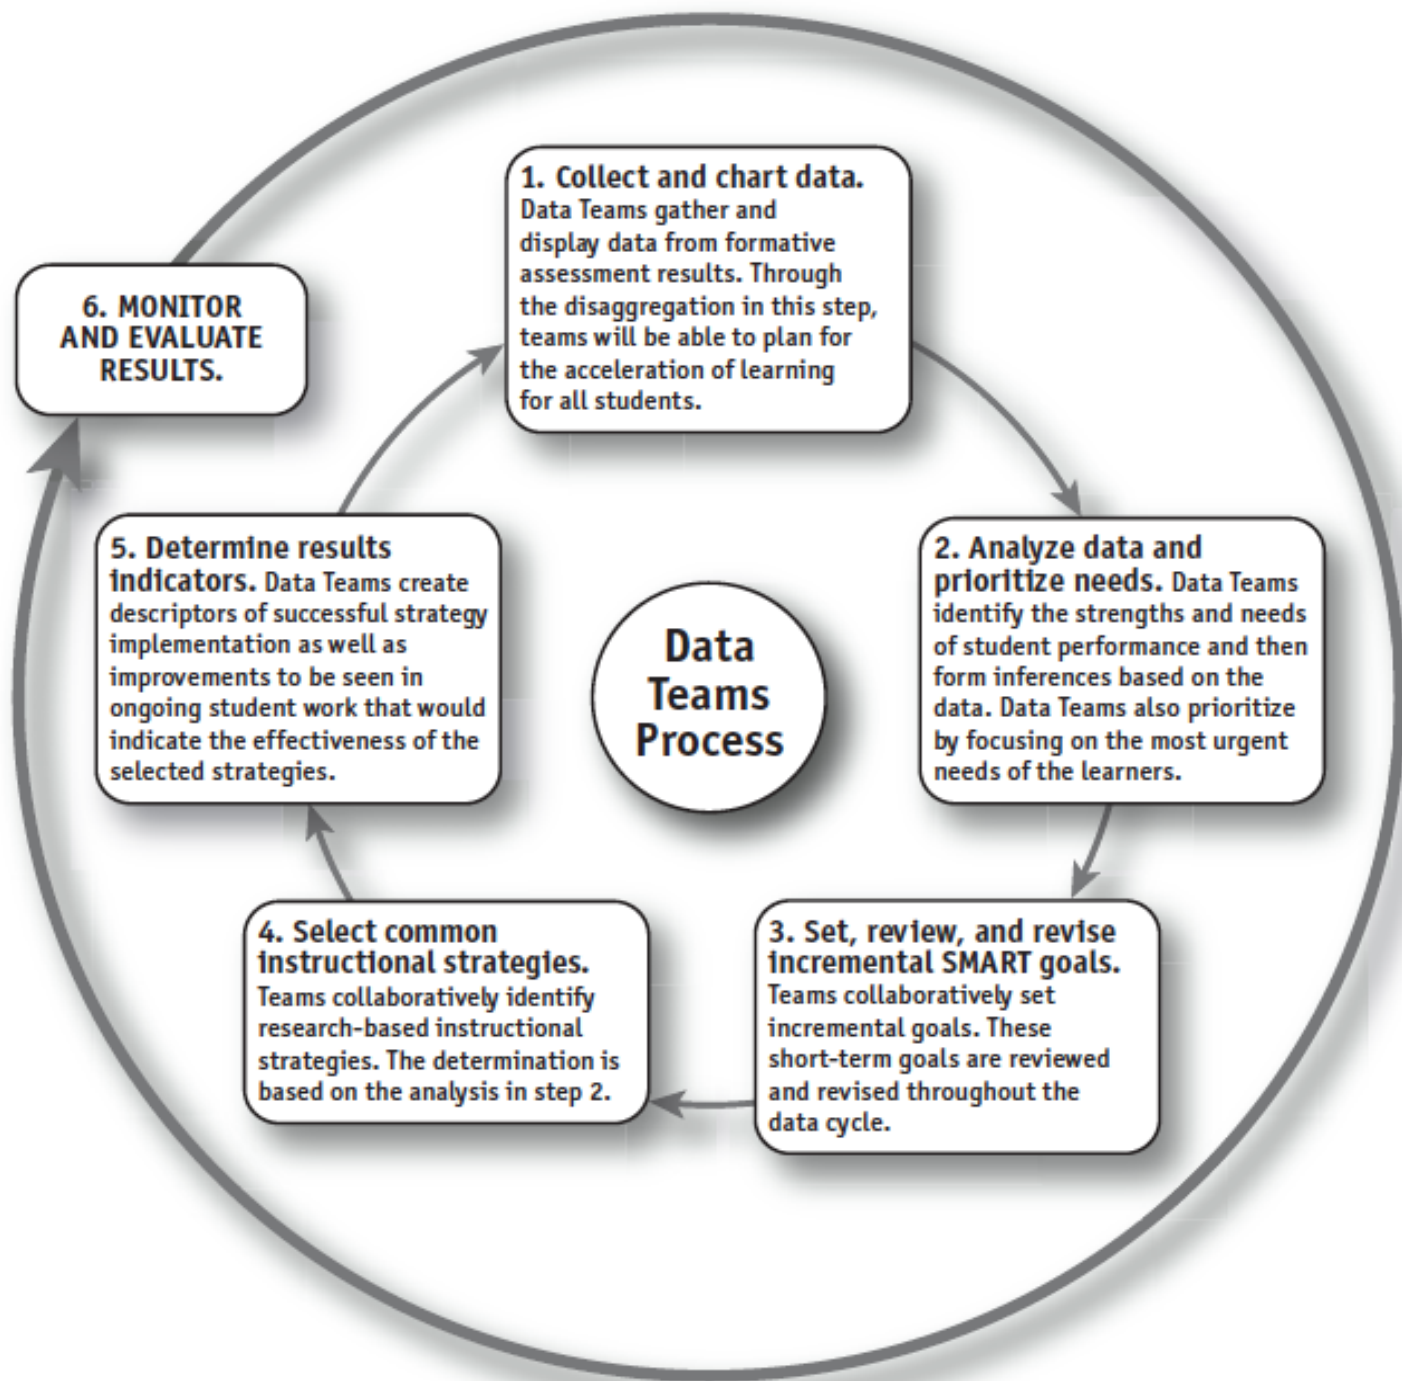 1. Collect and chart data.
Data Teams gather and
display data from formative
assessment results. Through
the disaggregation in this step,
teams will be able to plan for
the acceleration of learning
for all students.
6. MONITOR
AND EVALUATE
RESULTS.
5. Determine results
indicators. Data Teams create
descriptors of successful strategy
implementation as well as
improvements to be seen in
ongoing student work that would
indicate the effectiveness of the
selected strategies.
Data
Teams
Process
2. Analyze data and
prioritize needs. Data Teams
identify the strengths and needs
of student performance and then
form inferences based on the
data. Data Teams also prioritize
by focusing on the most urgent
needs of the learners.
4. Select common
instructional strategies.
Teams collaboratively identify
research-based instructional
strategies. The determination is
based on the analysis in step 2.
3. Set, review, and revise
incremental SMART goals.
Teams collaboratively set
incremental goals. These
short-term goals are reviewed
and revised throughout the
data cycle.